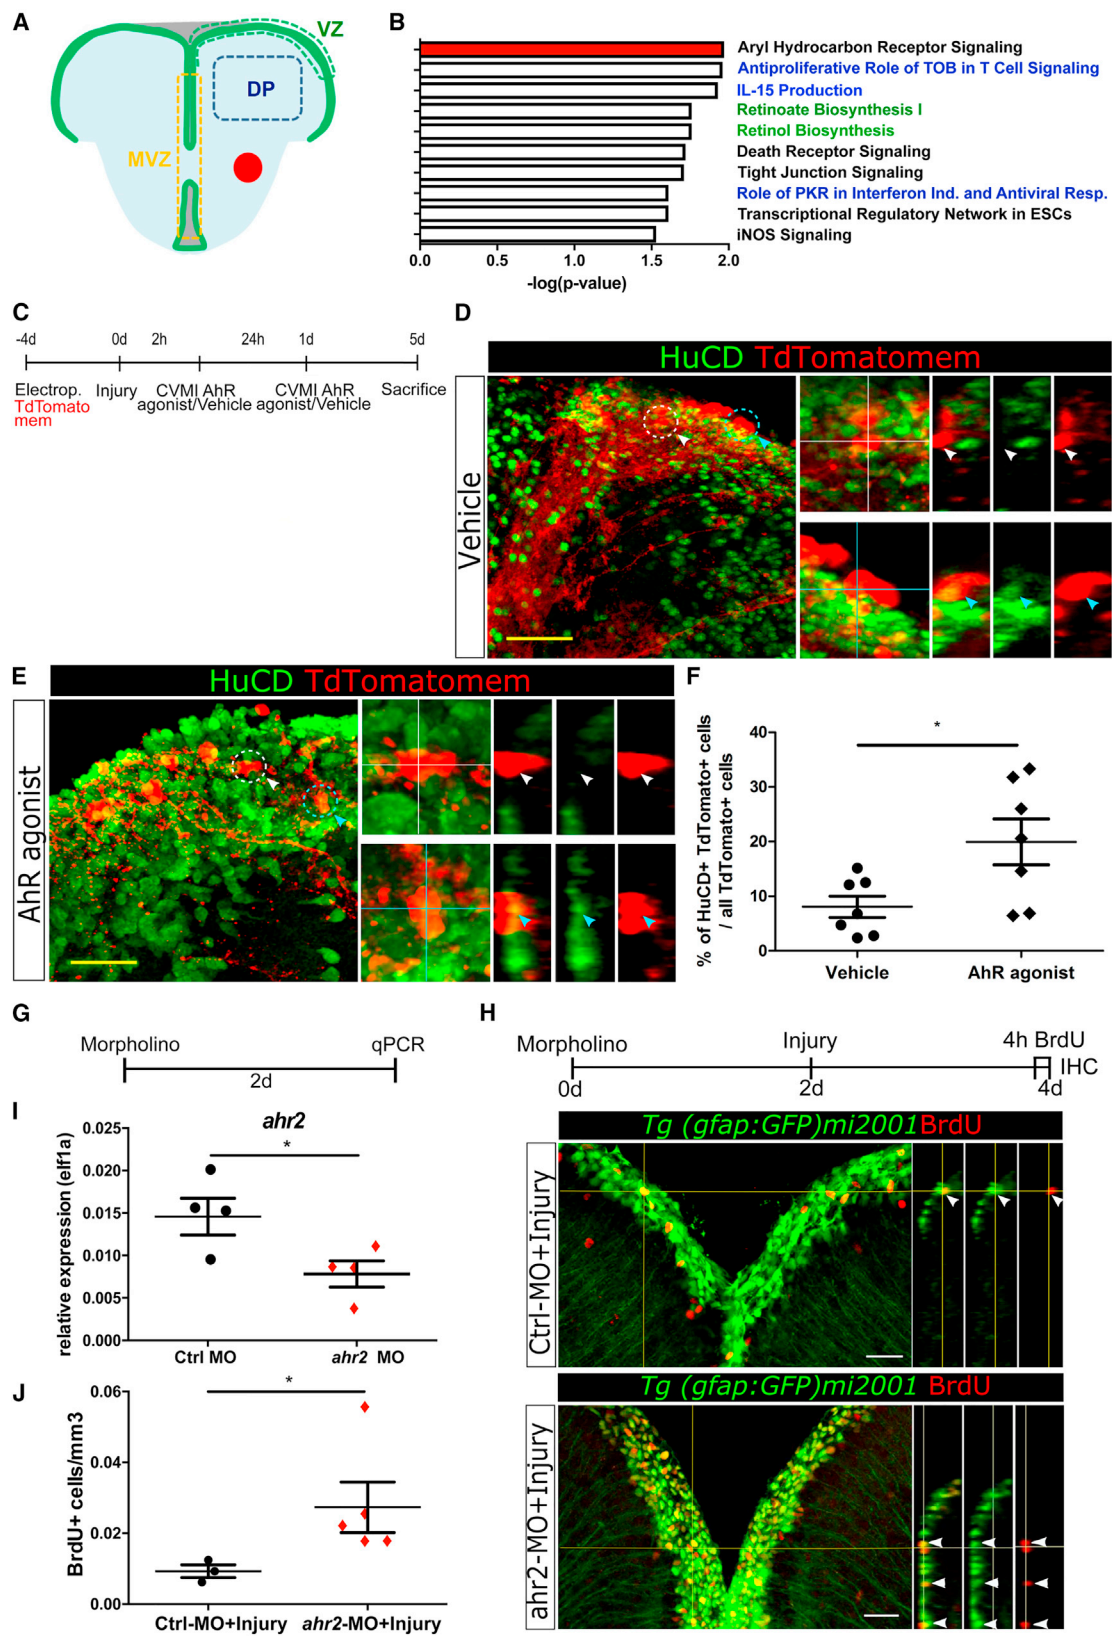 A
VZ
DP
MVZ
B
Aryl Hydrocarbon Receptor Signaling
Antiproliferative Role of TOB in T Cell Signaling
IL-15 Production
Retinoate Biosynthesis I
Retinol Biosynthesis
Death Receptor Signaling
Tight Junction Signaling
Role of PKR in Interferon Ind. and Antiviral Resp.
Transcriptional Regulatory Network in ESCs
iNOS Signaling
0.0 0.5 1.0 1.5 2.0
-log(p-value)
C
-4d 0d 2h 24h 1d 5d
Electrop. Injury CVMI AhR CVMI AhR Sacrifice
TdTomato agonist/Vehicle agonist/Vehicle
mem
D
HuCD TdTomatomem
Vehicle
E
HuCD TdTomatomem
AhR agonist
F
% of HuCD+ TdTomato+ cells
/ all TdTomato+ cells
40
30
20
10
0
*
Vehicle AhR agonist
G
Morpholino qPCR
2d
H
Morpholino Injury 4h BrdU
IHC
0d 2d 4d
Tg (gfap:GFP)mi2001BrdU
Ctrl-MO+Injury
Tg (gfap:GFP)mi2001 BrdU
ahr2-MO+Injury
I
ahr2
*
relative expression (elf1a)
0.025
0.020
0.015
0.010
0.005
0.000
Ctrl MO ahr2 MO
J
*
BrdU+ cells/mm3
0.06
0.04
0.02
0.00
Ctrl-MO+Injury ahr2-MO+Injury